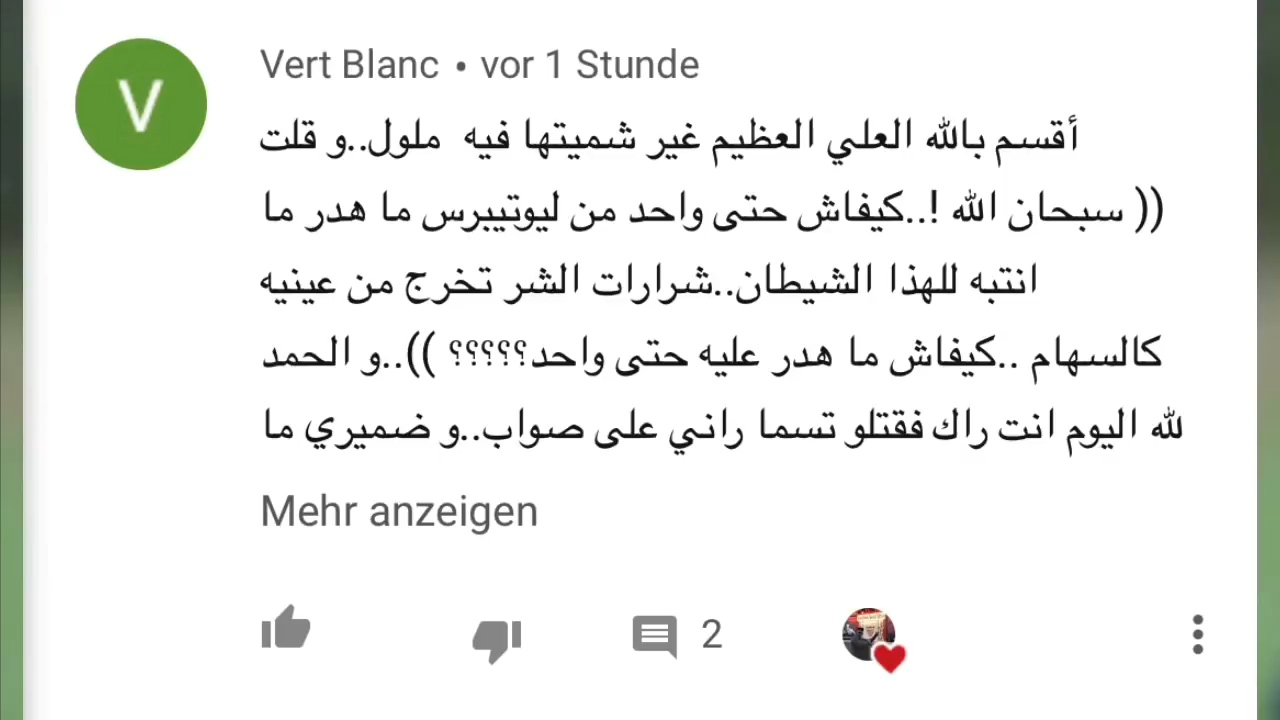 V
Vert Blanc • vor 1 Stunde
أقسم بالله العلي العظيم غير شميتها فيه ملول..و قلت
(( سبحان الله !..كيفاش حتى واحد من ليوتيبرس ما هدر ما
انتبه للهذا الشيطان..شرارات الشر تخرج من عينيه
كالسهام ..كيفاش ما هدر عليه حتى واحد؟؟؟؟؟ ))..و الحمد
لله اليوم انت راك فقتلو تسما راني على صواب..و ضميري ما
Mehr anzeigen
2